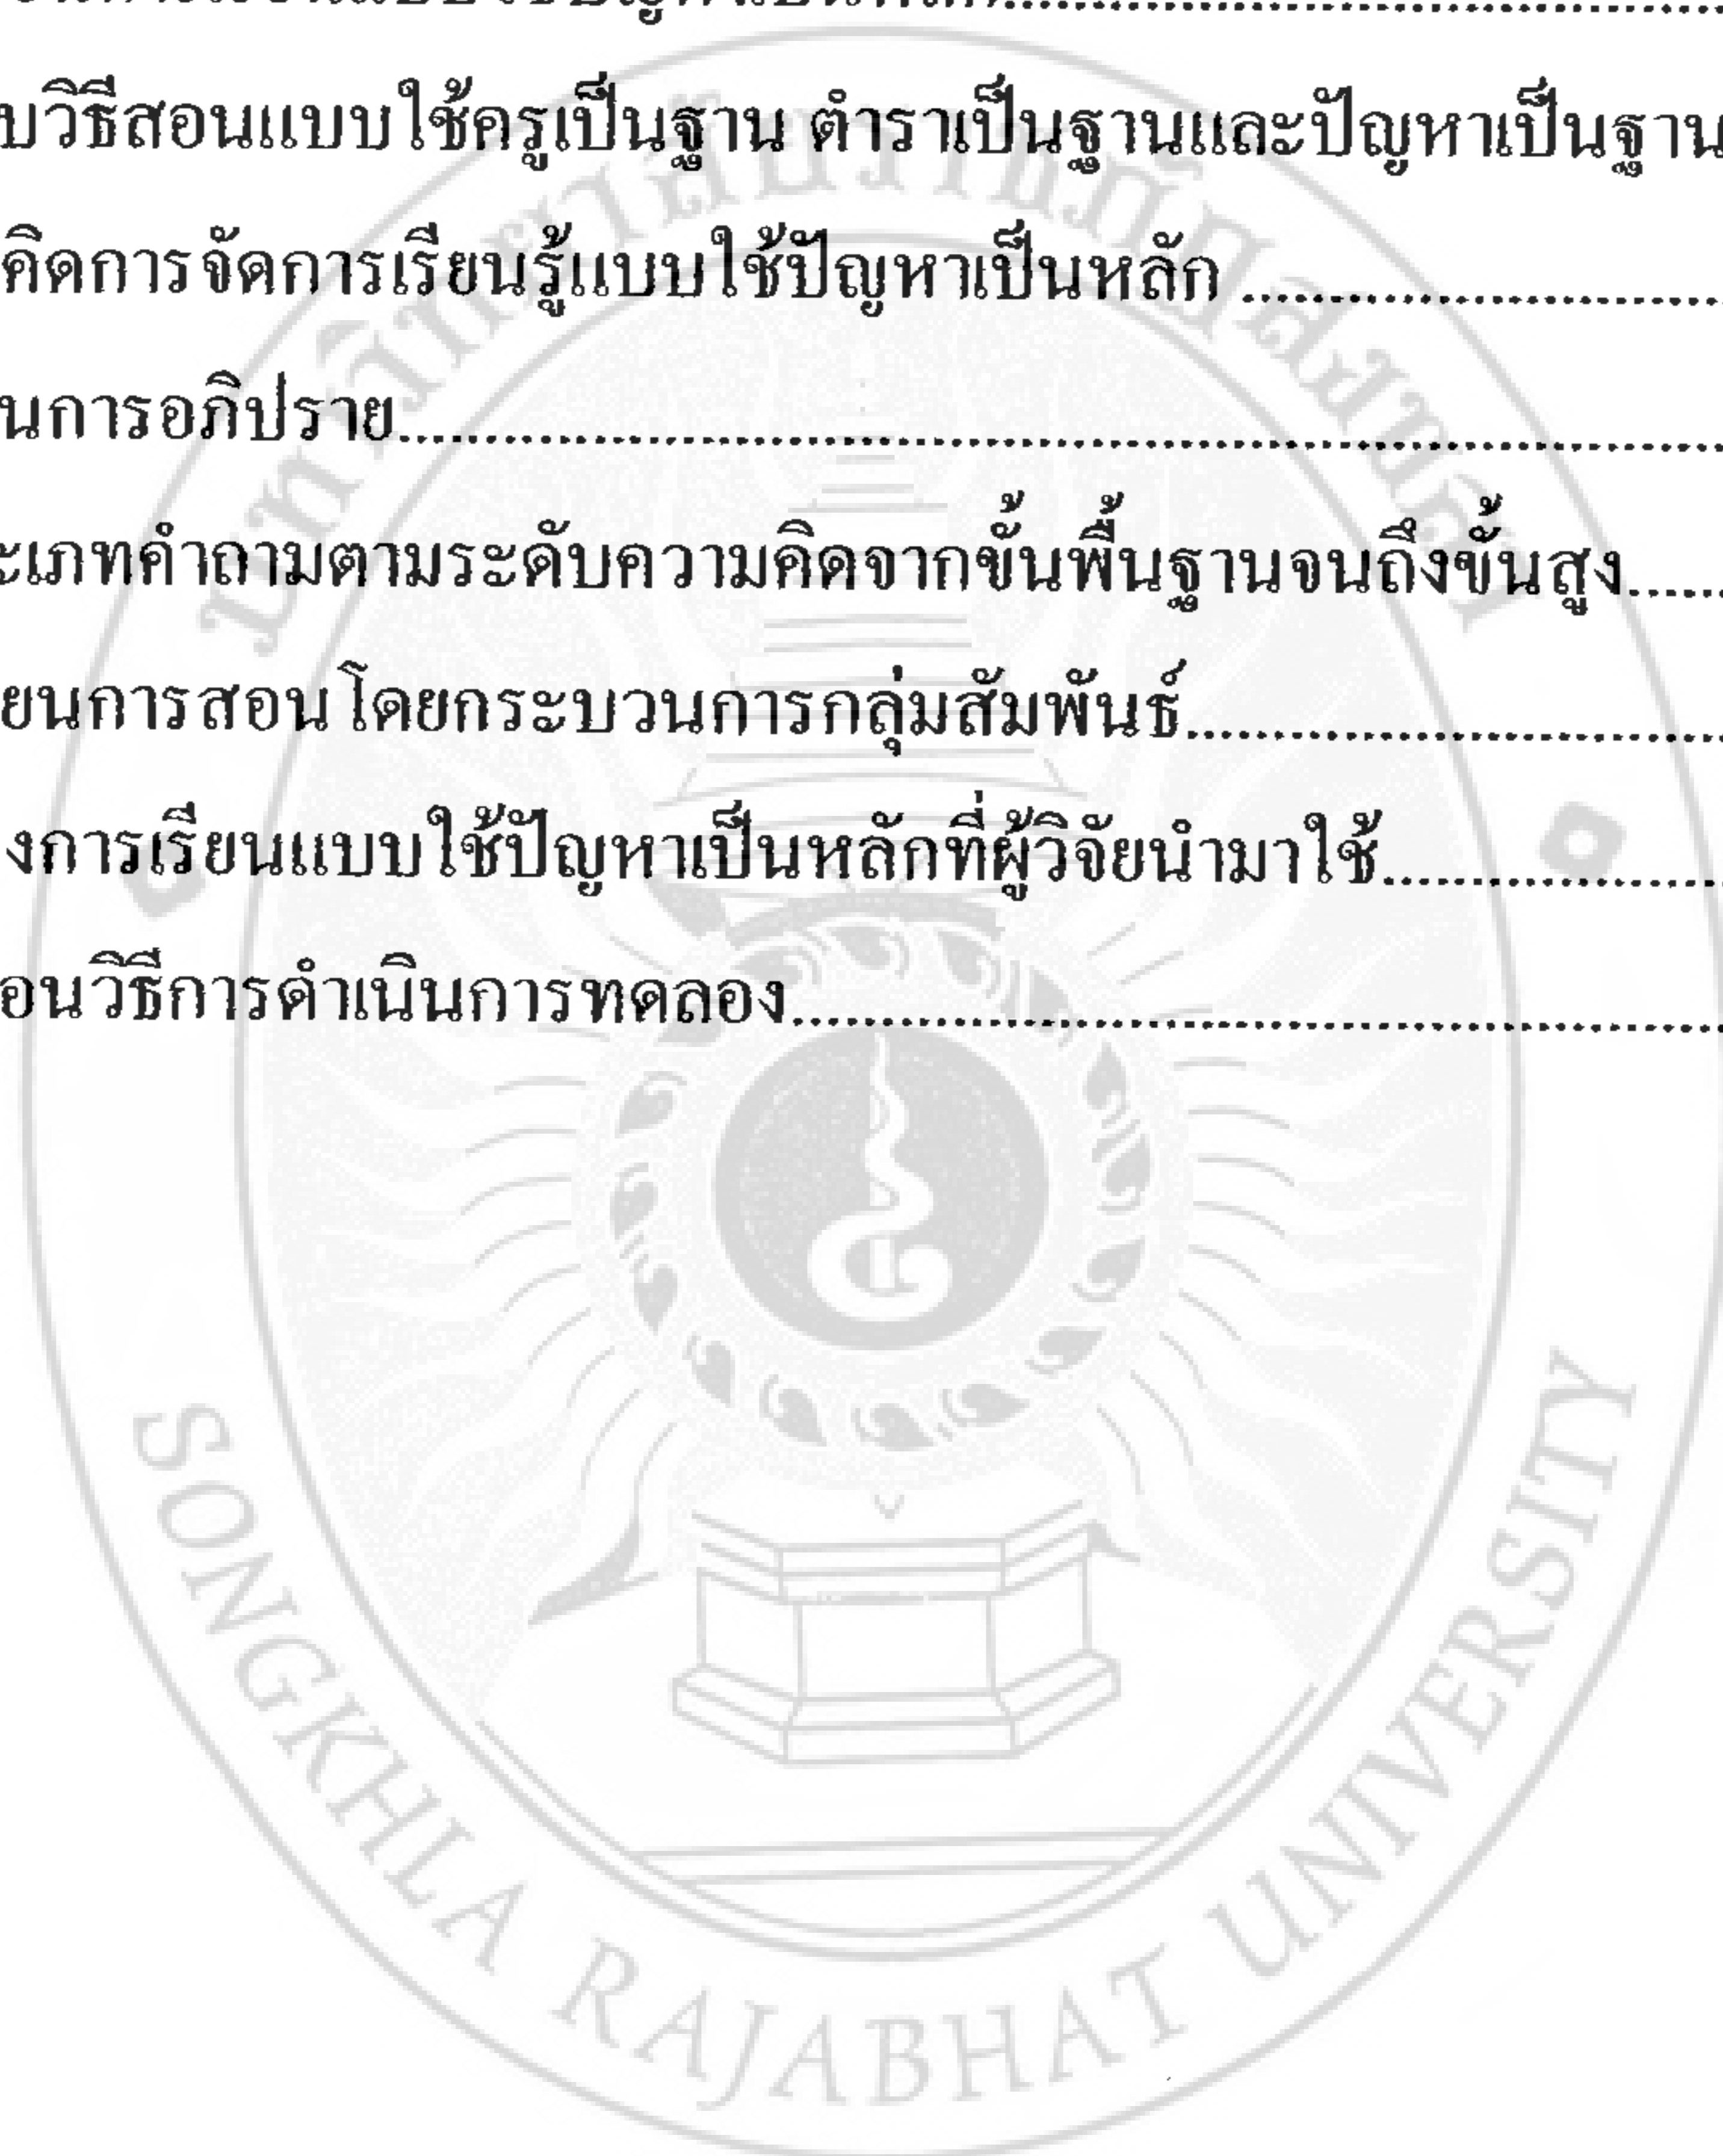 บวิธีสอนแบบใช้ครูเป็นฐาน ตำราเป็นฐานและปัญหาเป็นฐาน
คิดการจัดการเรียนรู้แบบใช้ปัญหาเป็นหลัก ..............................
นการอภิปราย................................................................................
ะเภทคำถามตามระดับความคิดจากขั้นพื้นฐานจนถึงขั้นสูง......
ยนการสอนโดยกระบวนการกลุ่มสัมพันธ์................................
งการเรียนแบบใช้ปัญหาเป็นหลักที่ผู้วิจัยนำมาใช้....................
อนวิธีการดำเนินการทดลอง.........................................................
บัณฑิตวิทยาลัย
SONGKHLA RAJABHAT UNIVERSITY